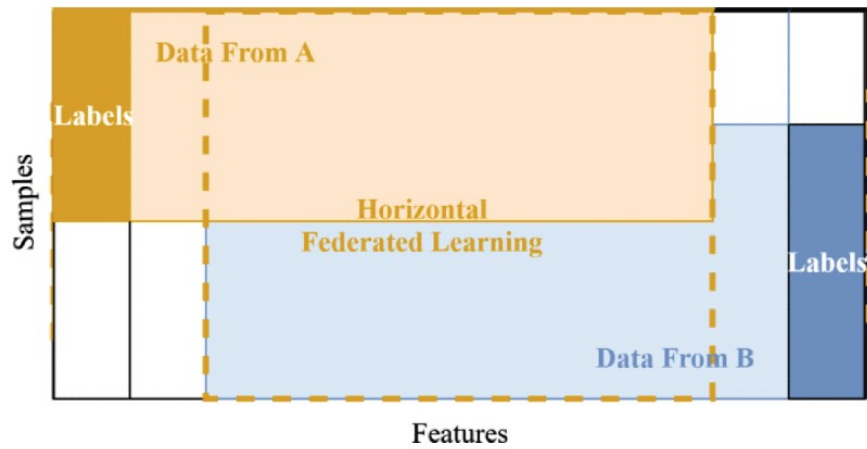 Data From A
Labels
Samples
Horizontal
Federated Learning
Labels
Data From B
Features